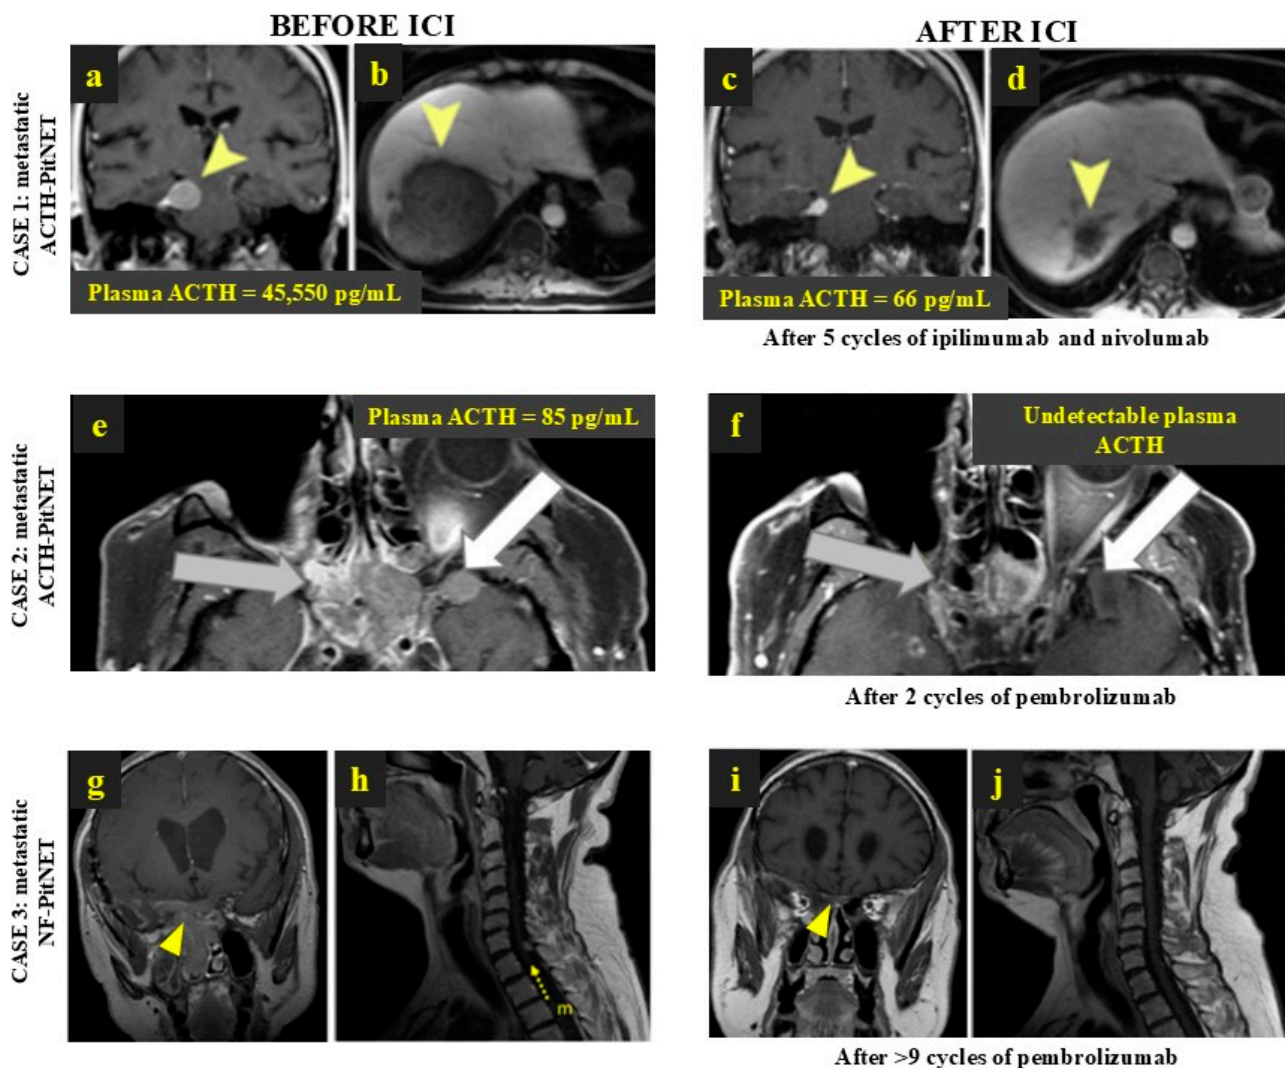 BEFORE ICI
AFTER ICI
CASE 1: metastatic
ACTH-PitNET
a
b
Plasma ACTH = 45,550 pg/mL
c
d
Plasma ACTH = 66 pg/mL
After 5 cycles of ipilimumab and nivolumab
CASE 2: metastatic
ACTH-PitNET
e
Plasma ACTH = 85 pg/mL
f
Undetectable plasma
ACTH
After 2 cycles of pembrolizumab
CASE 3: metastatic
NF-PitNET
g
h
m
i
j
After >9 cycles of pembrolizumab